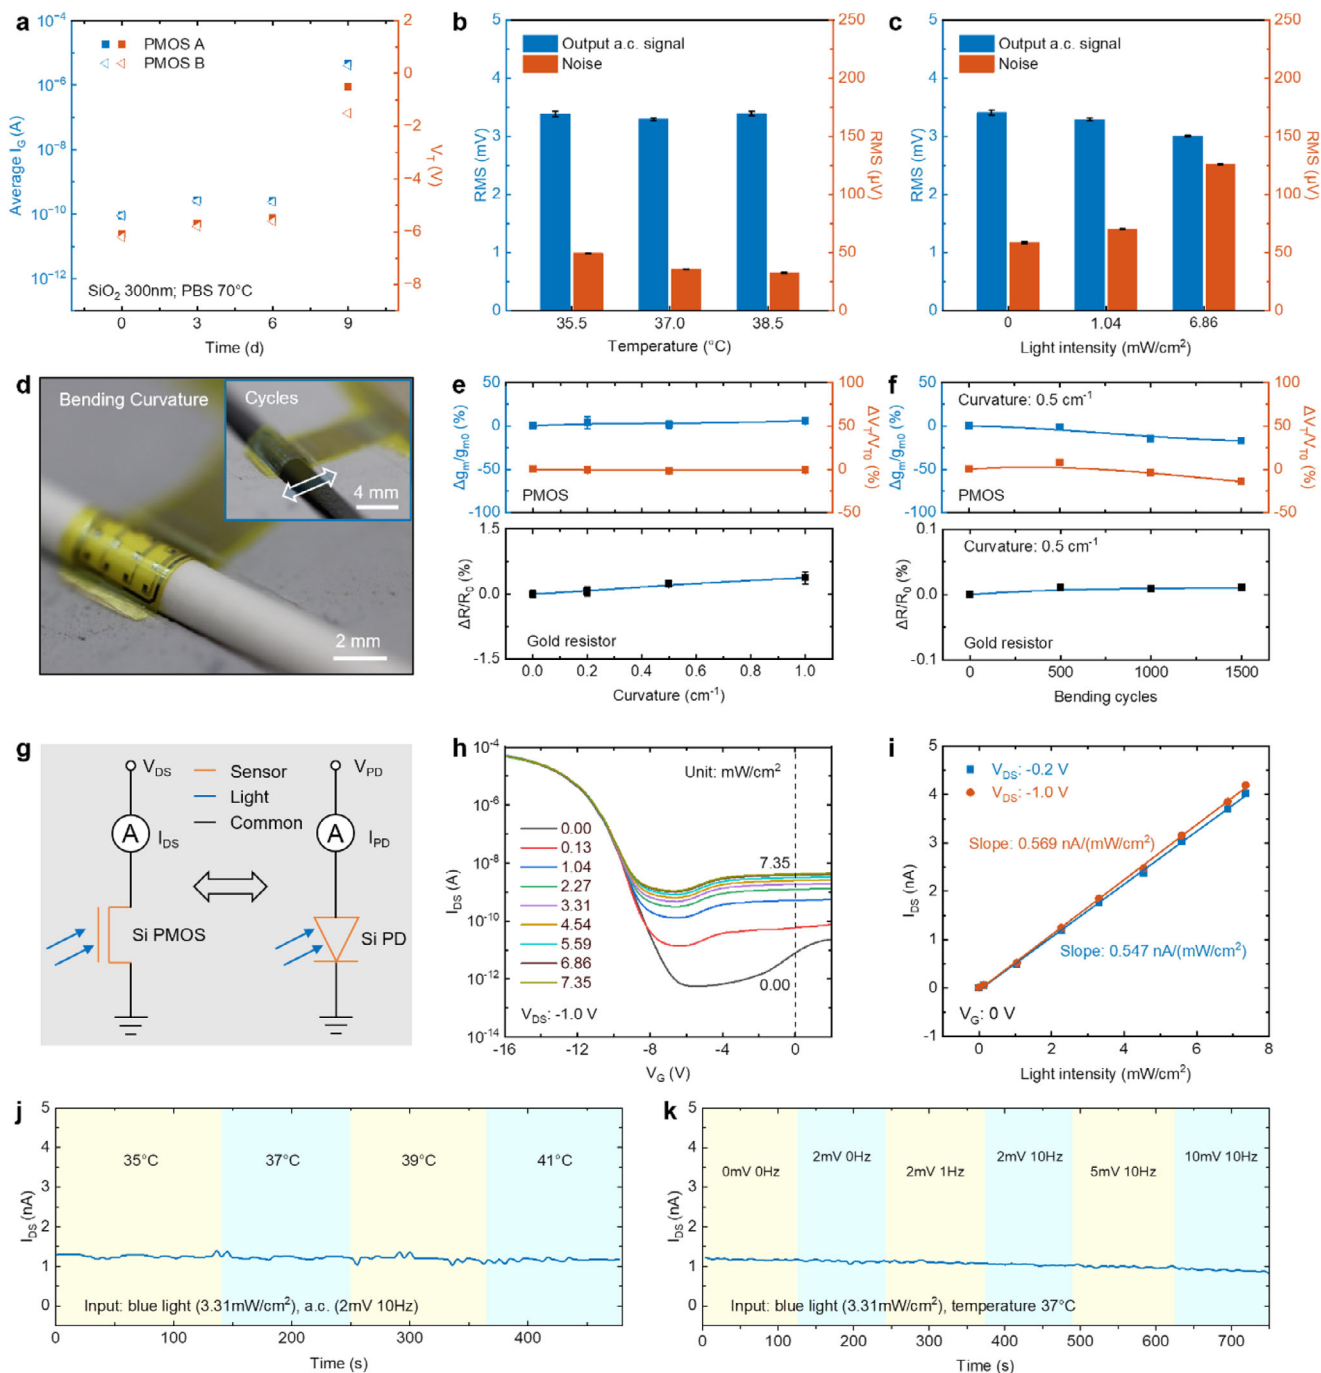 a
10⁻⁴
10⁻⁶
10⁻⁸
10⁻¹⁰
10⁻¹²
Average I_G (A)
PMOS A
PMOS B
SiO₂ 300nm; PBS 70°C
0 3 6 9
Time (d)
2
0
−2
−4
−6
−8
V_T (V)
b
5
4
3
2
1
0
RMS (mV)
Output a.c. signal
Noise
35.5 37.0 38.5
Temperature (°C)
250
200
150
100
50
0
RMS (µV)
c
5
4
3
2
1
0
RMS (mV)
Output a.c. signal
Noise
0 1.04 6.86
Light intensity (mW/cm²)
250
200
150
100
50
0
RMS (µV)
d
Bending Curvature
Cycles
4 mm
2 mm
e
50
0
-50
-100
Δg_m/g_m0 (%)
PMOS
100
50
0
-50
ΔV_T/V_T0 (%)
1.5
0.0
-1.5
ΔR/R₀ (%)
Gold resistor
0.0 0.2 0.4 0.6 0.8 1.0
Curvature (cm⁻¹)
f
50
0
-50
-100
Δg_m/g_m0 (%)
Curvature: 0.5 cm⁻¹
PMOS
100
50
0
-50
ΔV_T/V_T0 (%)
0.1
0.0
-0.1
ΔR/R₀ (%)
Curvature: 0.5 cm⁻¹
Gold resistor
0 500 1000 1500
Bending cycles
g
V_DS
Sensor
Light
Common
V_PD
A
I_DS
A
I_PD
Si PMOS
Si PD
h
10⁻⁴
10⁻⁶
10⁻⁸
10⁻¹⁰
10⁻¹²
10⁻¹⁴
I_DS (A)
Unit: mW/cm²
0.00
0.13
1.04
2.27
3.31
4.54
5.59
6.86
7.35
7.35
0.00
V_DS: -1.0 V
-16 -12 -8 -4 0
V_G (V)
i
5
4
3
2
1
0
-1
I_DS (nA)
V_DS: -0.2 V
V_DS: -1.0 V
Slope: 0.569 nA/(mW/cm²)
Slope: 0.547 nA/(mW/cm²)
V_G: 0 V
0 2 4 6 8
Light intensity (mW/cm²)
j
5
4
3
2
1
0
I_DS (nA)
35°C 37°C 39°C 41°C
Input: blue light (3.31mW/cm²), a.c. (2mV 10Hz)
0 100 200 300 400
Time (s)
k
5
4
3
2
1
0
I_DS (nA)
0mV 0Hz 2mV 0Hz 2mV 1Hz 2mV 10Hz 5mV 10Hz 10mV 10Hz
Input: blue light (3.31mW/cm²), temperature 37°C
0 100 200 300 400 500 600 700
Time (s)